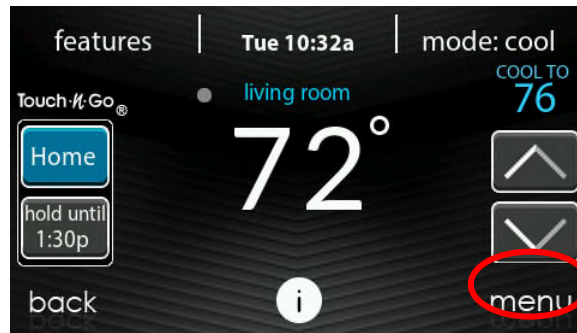 features
Tue 10:32a
mode: cool
COOL TO
76
Touch·N·Go®
living room
72°
Home
hold until
1:30p
back
i
menu